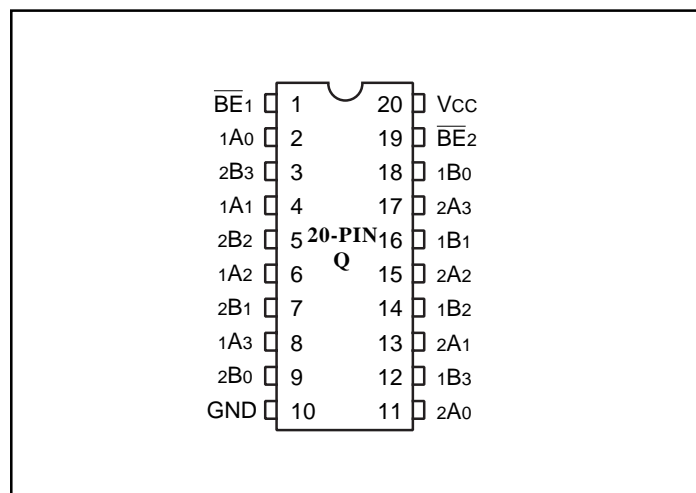 B̅E̅1 1 20 VCC
1A0 2 19 B̅E̅2
2B3 3 18 1B0
1A1 4 17 2A3
2B2 5 20-PIN 16 1B1
1A2 6 Q 15 2A2
2B1 7 14 1B2
1A3 8 13 2A1
2B0 9 12 1B3
GND 10 11 2A0